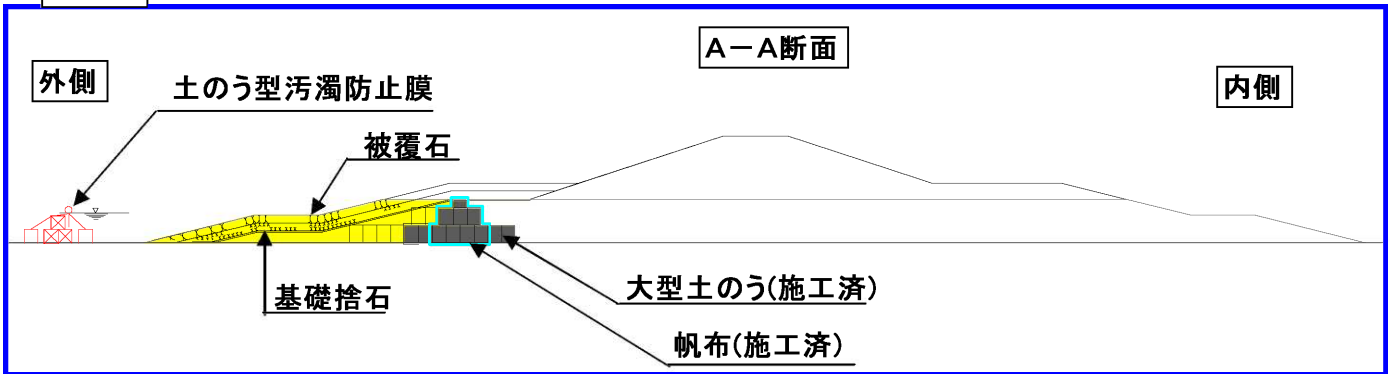 A－A断面
外側
内側
土のう型汚濁防止膜
被覆石
基礎捨石
大型土のう(施工済)
帆布(施工済)